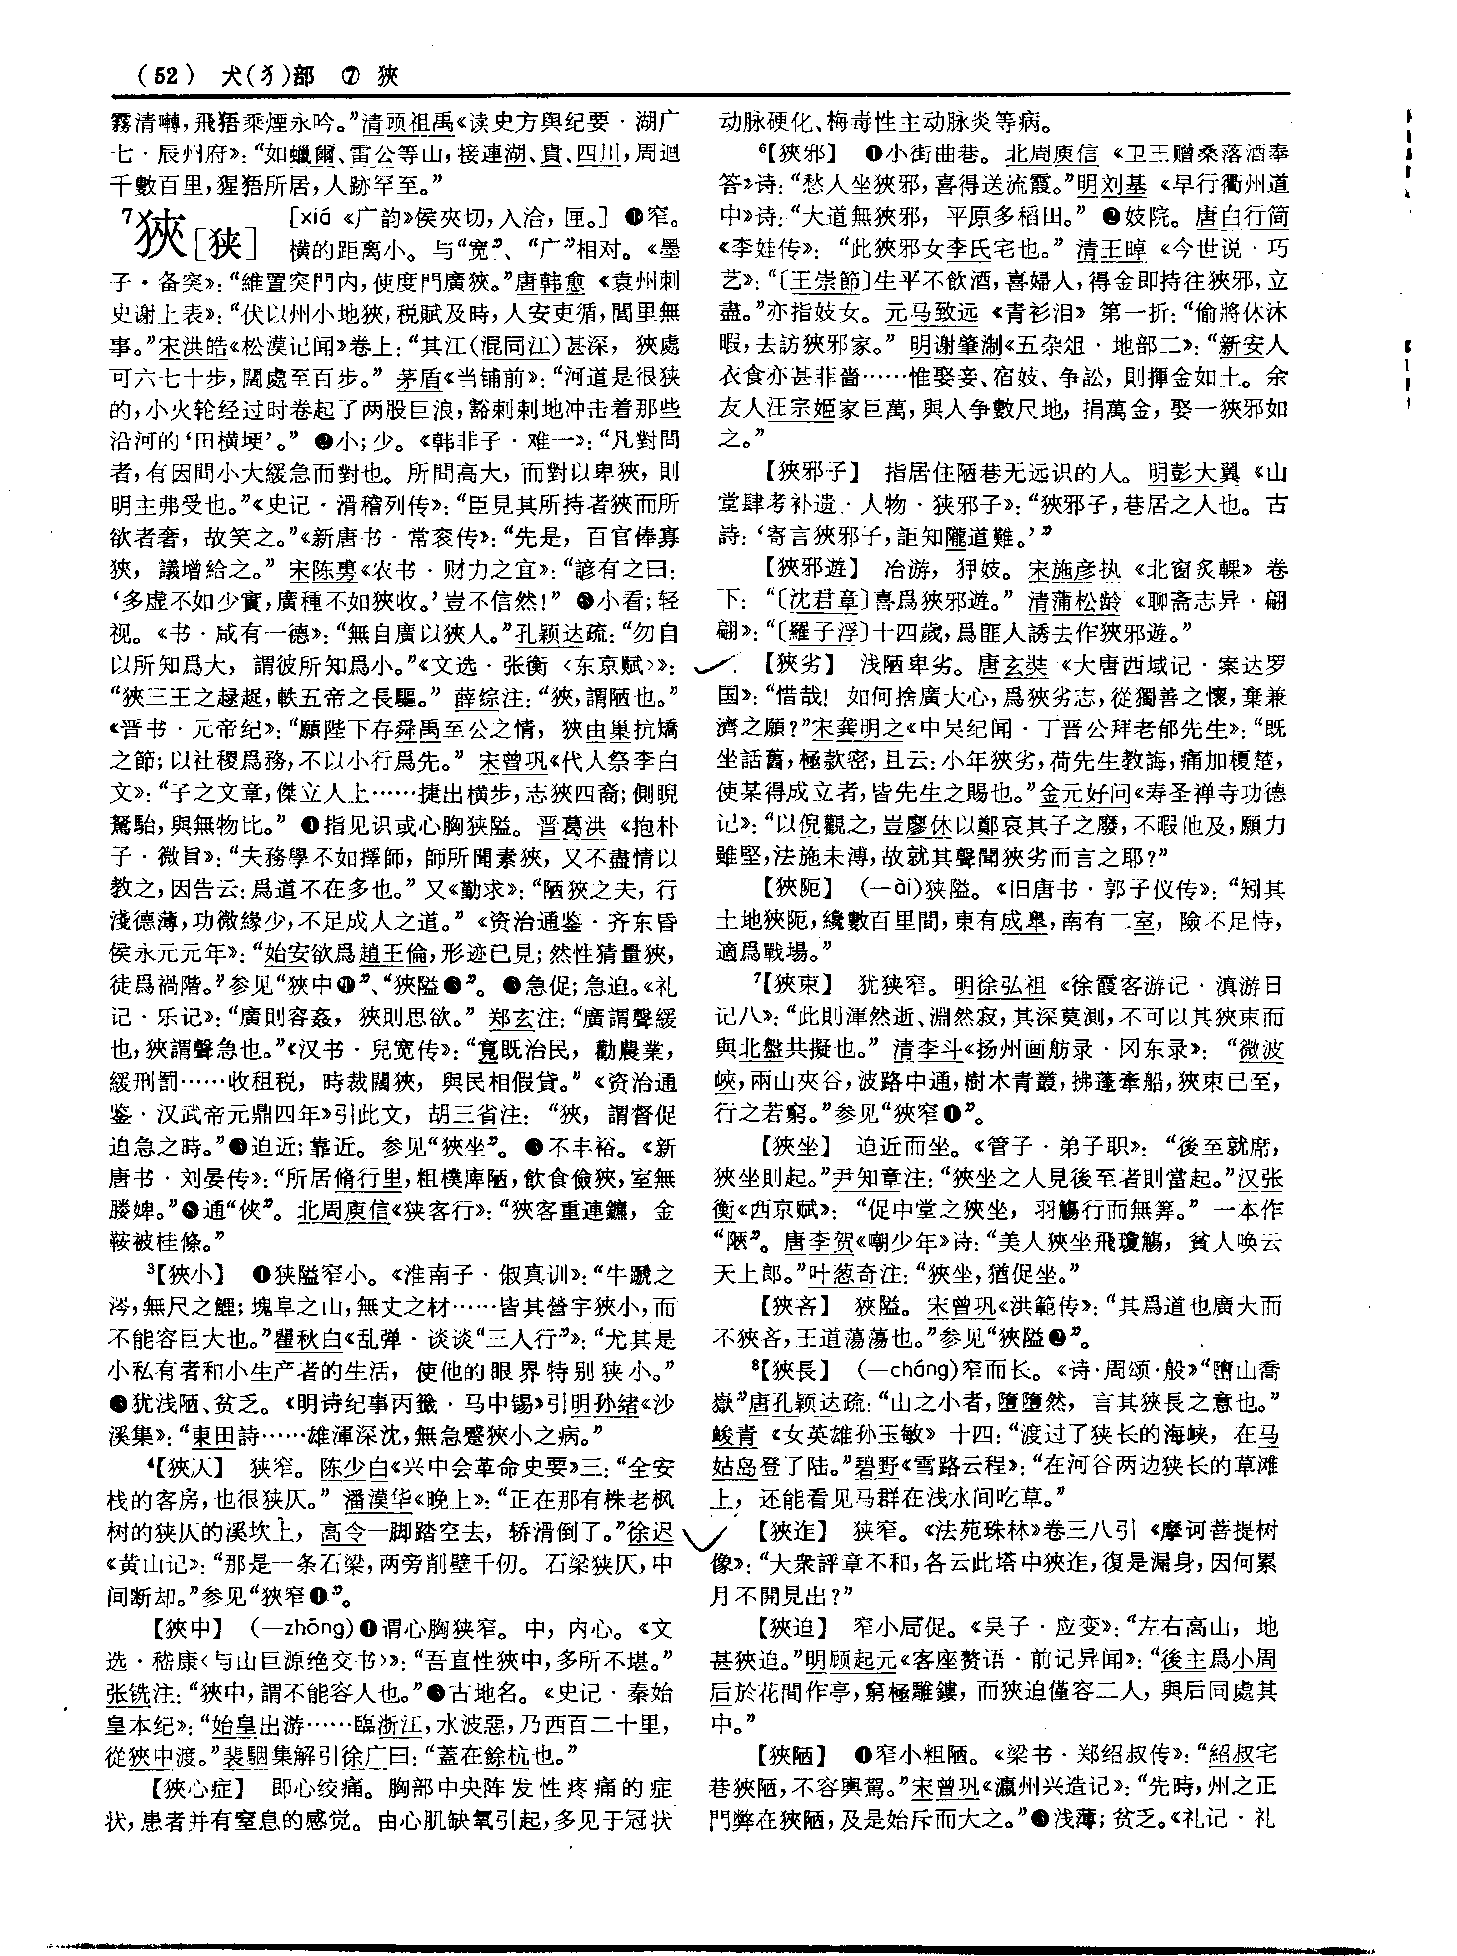 (52) 犬(犭)部 ⑦ 狹
霧清囀，飛狤乘煙永吟。”清顾祖禹《读史方舆纪要·湖广
七·辰州府》：“如蠟爾、雷公等山，接連湖、貴、四川，周迴
千數百里，猩狤所居，人跡罕至。”
7狹[狭] [xiá 《广韵》侯夾切，入洽，匣。] ❶窄。
横的距离小。与“宽”、“广”相对。《墨
子·备突》：“維置突門内，使度門廣狹。”唐韩愈《袁州刺
史谢上表》：“伏以州小地狹，税賦及時，人安吏循，閭里無
事。”宋洪皓《松漠记闻》卷上：“其江(混同江)甚深，狹處
可六七十步，闊處至百步。”茅盾《当铺前》：“河道是很狭
的，小火轮经过时卷起了两股巨浪，豁剌剌地冲击着那些
沿河的‘田横埂’。”❷小；少。《韩非子·难一》：“凡對問
者，有因問小大緩急而對也。所問高大，而對以卑狹，則
明主弗受也。”《史记·滑稽列传》：“臣見其所持者狹而所
欲者奢，故笑之。”《新唐书·常衮传》：“先是，百官俸寡
狹，議增給之。”宋陈旉《农书·财力之宜》：“諺有之曰：
‘多虚不如少實，廣種不如狹收。’豈不信然！”❸小看；轻
视。《书·咸有一德》：“無自廣以狹人。”孔颖达疏：“勿自
以所知爲大，謂彼所知爲小。”《文选·张衡〈东京赋〉》：
“狹三王之趢趗，軼五帝之長驅。”薛综注：“狹，謂陋也。”
《晋书·元帝纪》：“願陛下存舜禹至公之情，狹由巢抗矯
之節；以社稷爲務，不以小行爲先。”宋曾巩《代人祭李白
文》：“子之文章，傑立人上……捷出横步，志狹四裔；側睨
駑駘，與無物比。”❹指见识或心胸狭隘。晋葛洪《抱朴
子·微旨》：“夫務學不如擇師，師所聞素狹，又不盡情以
教之，因告云：爲道不在多也。”又《勤求》：“陋狹之夫，行
淺德薄，功微緣少，不足成人之道。”《资治通鉴·齐东昏
侯永元元年》：“始安欲爲趙王倫，形迹已見；然性猜量狹，
徒爲禍階。”参见“狹中❶”、“狹隘❸”。❺急促；急迫。《礼
记·乐记》：“廣則容姦，狹則思欲。”郑玄注：“廣謂聲緩
也，狹謂聲急也。”《汉书·兒宽传》：“寬既治民，勸農業，
緩刑罰……收租税，時裁闊狹，與民相假貸。”《资治通
鉴·汉武帝元鼎四年》引此文，胡三省注：“狹，謂督促
迫急之時。”❻迫近；靠近。参见“狹坐”。❼不丰裕。《新
唐书·刘晏传》：“所居脩行里，粗樸庳陋，飲食儉狹，室無
媵婢。”❽通“俠”。北周庾信《狭客行》：“狹客重連鑣，金
鞍被桂條。”
3【狹小】 ❶狭隘窄小。《淮南子·俶真训》：“牛蹏之
涔，無尺之鯉；塊阜之山，無丈之材……皆其營宇狹小，而
不能容巨大也。”瞿秋白《乱弹·谈谈“三人行”》：“尤其是
小私有者和小生产者的生活，使他的眼界特别狭小。”
❷犹浅陋、贫乏。《明诗纪事丙籖·马中锡》引明孙绪《沙
溪集》：“東田詩……雄渾深沈，無急蹙狹小之病。”
4【狹仄】 狭窄。陈少白《兴中会革命史要》三：“全安
栈的客房，也很狭仄。”潘漠华《晚上》：“正在那有株老枫
树的狭仄的溪坎上，高令一脚踏空去，轿滑倒了。”徐迟
《黄山记》：“那是一条石梁，两旁削壁千仞。石梁狭仄，中
间断却。”参见“狹窄❶”。
【狹中】 (一zhōng)❶谓心胸狭窄。中，内心。《文
选·嵇康〈与山巨源绝交书〉》：“吾直性狹中，多所不堪。”
张铣注：“狹中，謂不能容人也。”❷古地名。《史记·秦始
皇本纪》：“始皇出游……臨浙江，水波惡，乃西百二十里，
從狹中渡。”裴駰集解引徐广曰：“蓋在餘杭也。”
【狹心症】 即心绞痛。胸部中央阵发性疼痛的症
状，患者并有窒息的感觉。由心肌缺氧引起，多见于冠状
动脉硬化、梅毒性主动脉炎等病。
6【狹邪】 ❶小街曲巷。北周庾信《卫王赠桑落酒奉
答》诗：“愁人坐狹邪，喜得送流霞。”明刘基《早行衢州道
中》诗：“大道無狹邪，平原多稻田。”❷妓院。唐白行简
《李娃传》：“此狹邪女李氏宅也。”清王晫《今世说·巧
艺》：“〔王崇節〕生平不飲酒，喜婦人，得金即持往狹邪，立
盡。”亦指妓女。元马致远《青衫泪》第一折：“偷將休沐
暇，去訪狹邪家。”明谢肇淛《五杂俎·地部二》：“新安人
衣食亦甚菲嗇……惟娶妾、宿妓、争訟，則揮金如土。余
友人汪宗姬家巨萬，與人争數尺地，捐萬金，娶一狹邪如
之。”
【狹邪子】 指居住陋巷无远识的人。明彭大翼《山
堂肆考补遗·人物·狭邪子》：“狹邪子，巷居之人也。古
詩：‘寄言狹邪子，詎知隴道難。’”
【狹邪遊】 冶游，狎妓。宋施彦执《北窗炙輠》卷
下：“〔沈君章〕喜爲狹邪遊。”清蒲松龄《聊斋志异·翩
翩》：“〔羅子浮〕十四歲，爲匪人誘去作狹邪遊。”
【狹劣】 浅陋卑劣。唐玄奘《大唐西域记·案达罗
国》：“惜哉！如何捨廣大心，爲狹劣志，從獨善之懷，棄兼
濟之願？”宋龚明之《中吴纪闻·丁晋公拜老郁先生》：“既
坐話舊，極款密，且云：小年狹劣，荷先生教誨，痛加榎楚，
使某得成立者，皆先生之賜也。”金元好问《寿圣禅寺功德
记》：“以倪觀之，豈廖休以鄭哀其子之廢，不暇他及，願力
雖堅，法施未溥，故就其聲聞狹劣而言之耶？”
【狹阨】 (一ài)狭隘。《旧唐书·郭子仪传》：“矧其
土地狹阨，纔數百里間，東有成臯，南有二室，險不足恃，
適爲戰場。”
7【狹束】 犹狭窄。明徐弘祖《徐霞客游记·滇游日
记八》：“此則渾然逝、淵然寂，其深莫測，不可以其狹束而
與北盤共擬也。”清李斗《扬州画舫录·冈东录》：“微波
峽，兩山夾谷，波路中通，樹木青叢，拂蓬牽船，狹束已至，
行之若窮。”参见“狹窄❶”。
【狹坐】 迫近而坐。《管子·弟子职》：“後至就席，
狹坐則起。”尹知章注：“狹坐之人見後至者則當起。”汉张
衡《西京赋》：“促中堂之狹坐，羽觴行而無筭。”一本作
“陿”。唐李贺《嘲少年》诗：“美人狹坐飛瓊觴，貧人唤云
天上郎。”叶葱奇注：“狹坐，猶促坐。”
【狹吝】 狭隘。宋曾巩《洪範传》：“其爲道也廣大而
不狹吝，王道蕩蕩也。”参见“狹隘❷”。
8【狹長】 (一cháng)窄而长。《诗·周颂·般》“嶞山喬
嶽”唐孔颖达疏：“山之小者，墮墮然，言其狹長之意也。”
峻青《女英雄孙玉敏》十四：“渡过了狭长的海峡，在马
姑岛登了陆。”碧野《雪路云程》：“在河谷两边狭长的草滩
上，还能看见马群在浅水间吃草。”
【狹迮】 狭窄。《法苑珠林》卷三八引《摩诃菩提树
像》：“大衆評章不和，各云此塔中狹迮，復是漏身，因何累
月不開見出？”
【狹迫】 窄小局促。《吴子·应变》：“左右高山，地
甚狹迫。”明顾起元《客座赘语·前记异闻》：“後主爲小周
后於花間作亭，窮極雕鏤，而狹迫僅容二人，與后同處其
中。”
【狹陋】 ❶窄小粗陋。《梁书·郑绍叔传》：“紹叔宅
巷狹陋，不容輿駕。”宋曾巩《瀛州兴造记》：“先時，州之正
門弊在狹陋，及是始斥而大之。”❷浅薄；贫乏。《礼记·礼